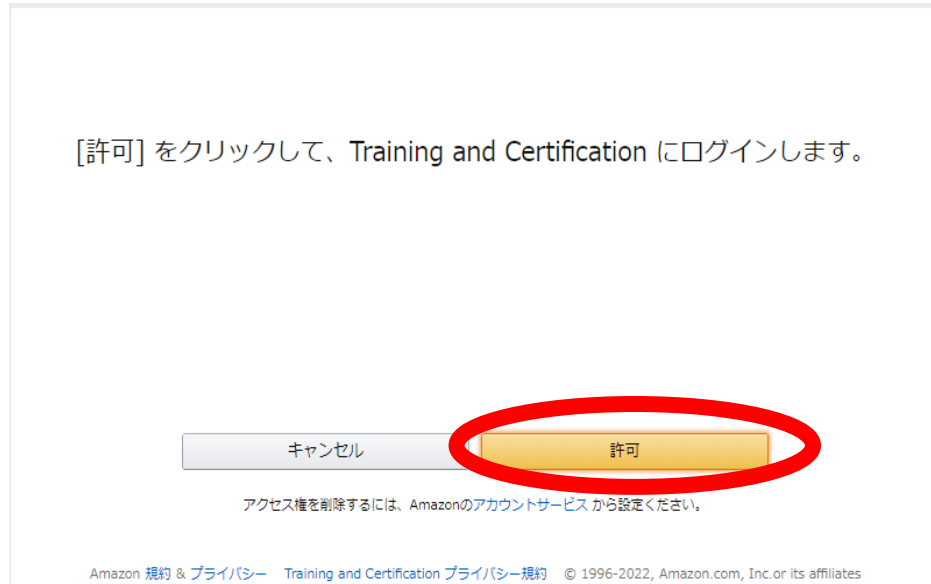 [許可] をクリックして、Training and Certification にログインします。
キャンセル 許可
アクセス権を削除するには、Amazonのアカウントサービス から設定ください。
Amazon 規約 & プライバシー Training and Certification プライバシー規約 © 1996-2022, Amazon.com, Inc.or its affiliates